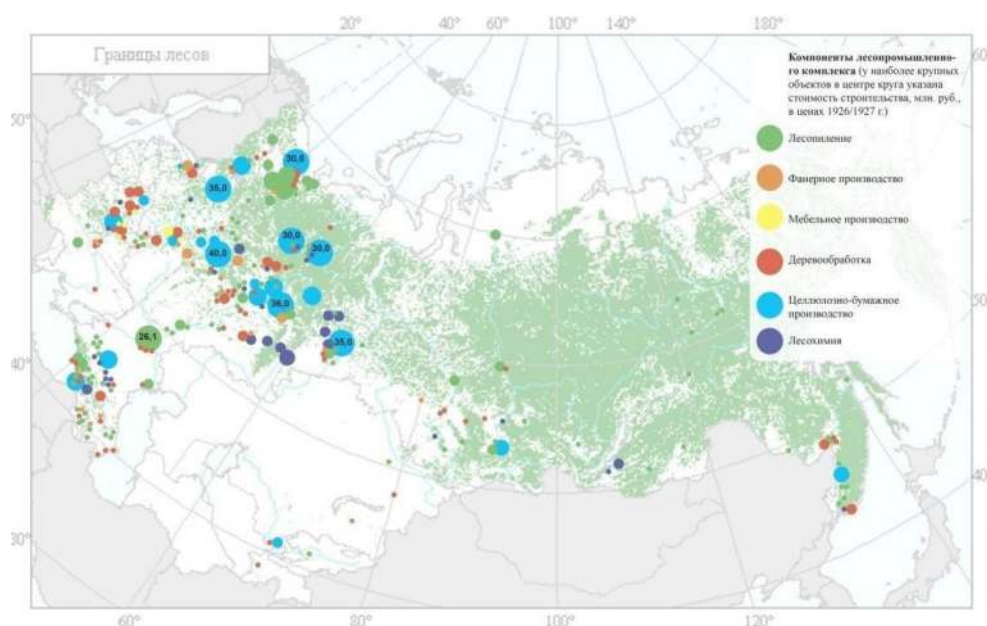 20° 40° 60° 100° 140° 180°
Границы лесов
Компоненты лесопромышленно-
го комплекса (у наиболее крупных
объектов в центре круга указана
стоимость строительства, млн. руб.,
в ценах 1926/1927 г.)
Лесопиление
Фанерное производство
Мебельное производство
Деревообработка
Целлюлозно-бумажное
производство
Лесохимия
30,0
35,0
30,0
30,0
40,0
36,0
26,1
35,0
50°
40°
30°
60
50
40
60° 80° 100° 120°